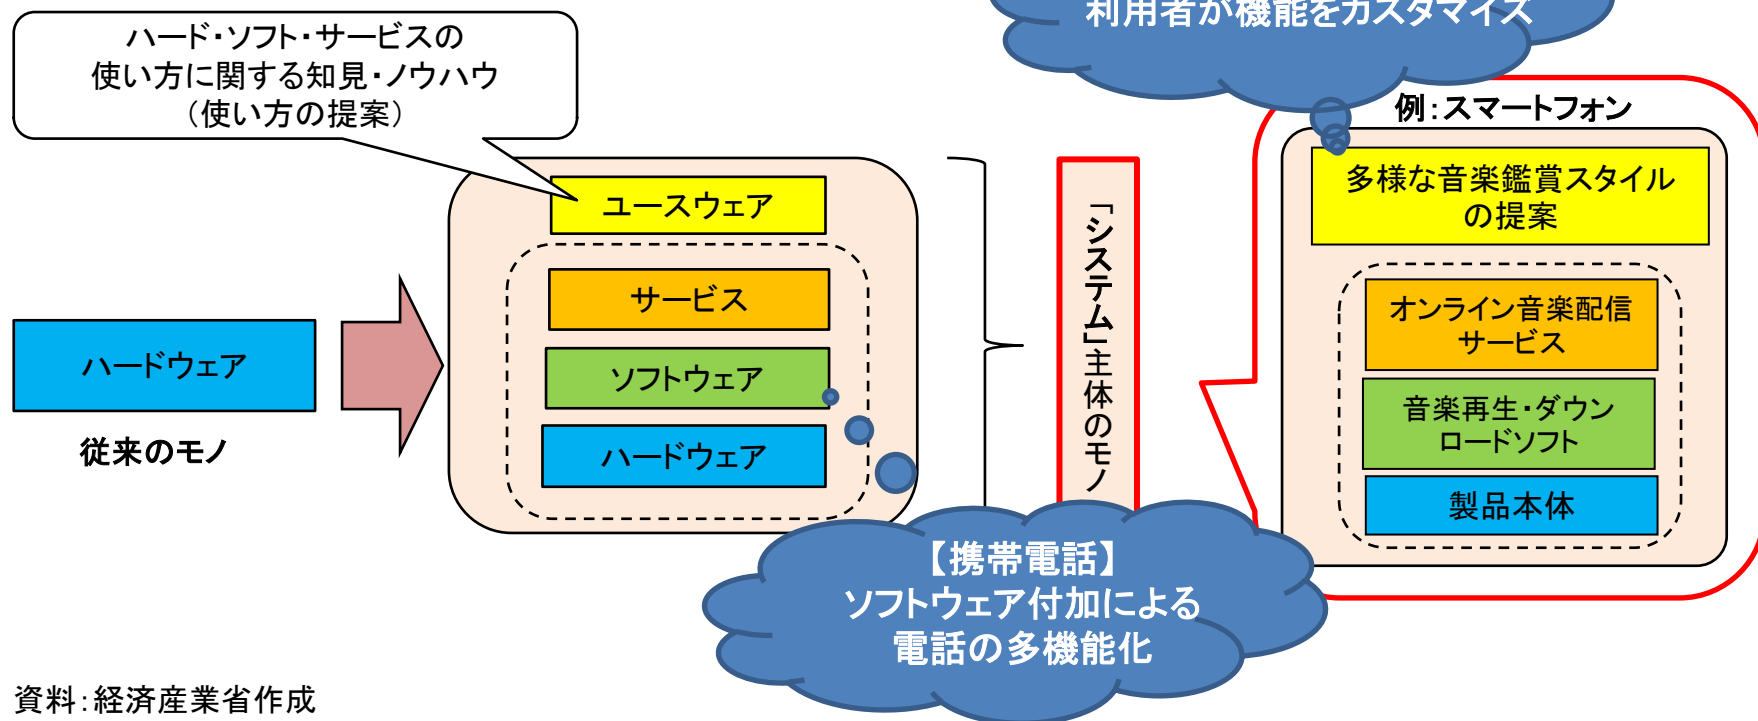 利用者が機能をカスタマイズ
ハード・ソフト・サービスの
使い方に関する知見・ノウハウ
（使い方の提案）
ユースウェア
サービス
ソフトウェア
ハードウェア
ハードウェア
従来のモノ
「システム」主体のモノ
例：スマートフォン
多様な音楽鑑賞スタイル
の提案
オンライン音楽配信
サービス
音楽再生・ダウン
ロードソフト
製品本体
【携帯電話】
ソフトウェア付加による
電話の多機能化
資料：経済産業省作成